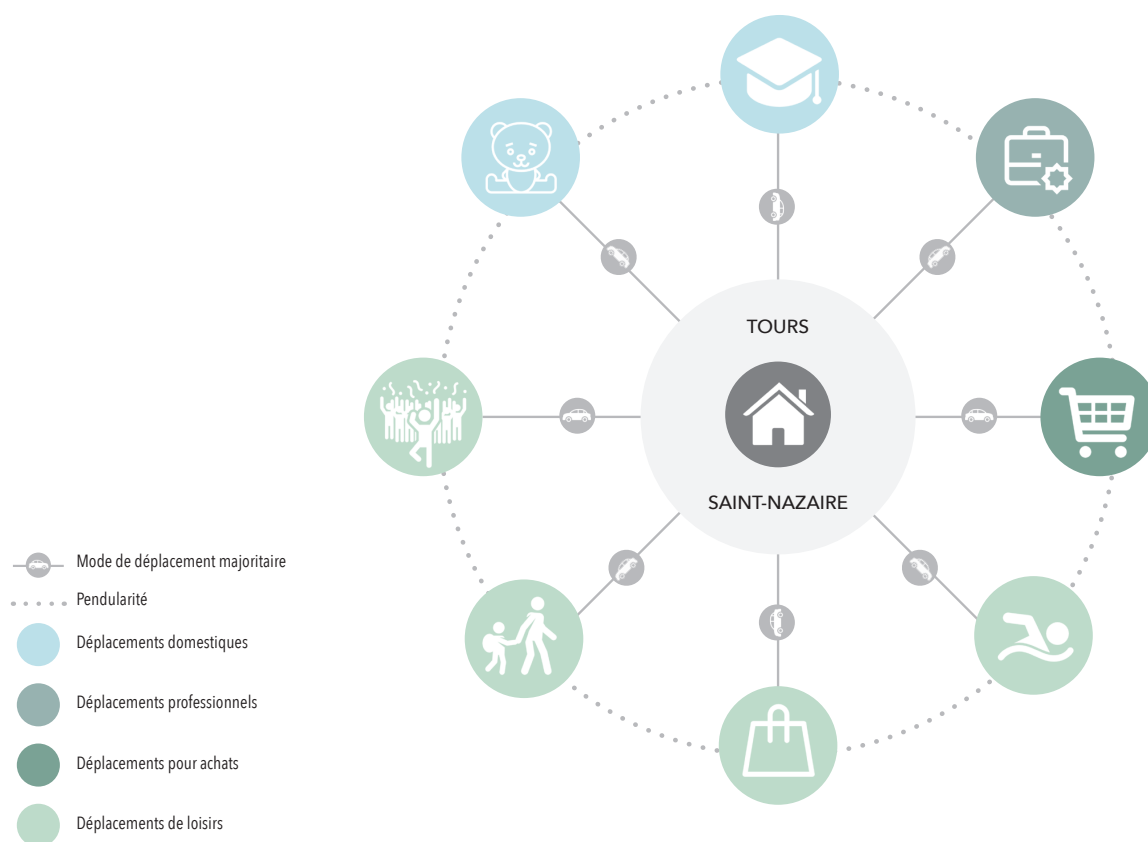 TOURS
SAINT-NAZAIRE
Mode de déplacement majoritaire
Pendularité
Déplacements domestiques
Déplacements professionnels
Déplacements pour achats
Déplacements de loisirs